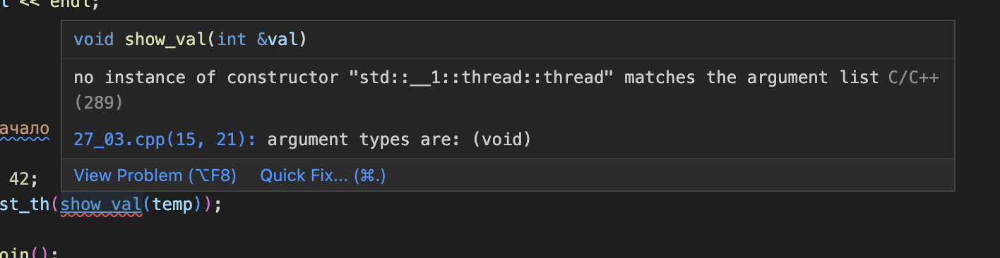 l << endl;
void show_val(int &val)
no instance of constructor "std::__1::thread::thread" matches the argument list C/C++
(289)
ачало
27_03.cpp(15, 21): argument types are: (void)
42;
View Problem (⌥F8) Quick Fix... (⌘.)
st_th(show_val(temp));
oin();